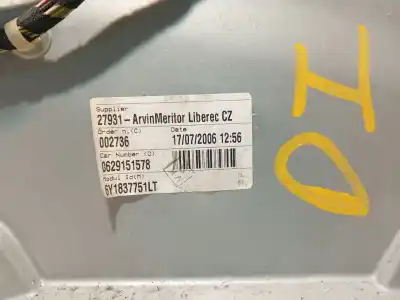 Supplier
27931-ArvinMeritor Liberec CZ
Order n.(C)
Date
002736
17/07/2006 12:56
Car Number (D)
0629151578
Modul Id(M)
6Y1837751LT
DI